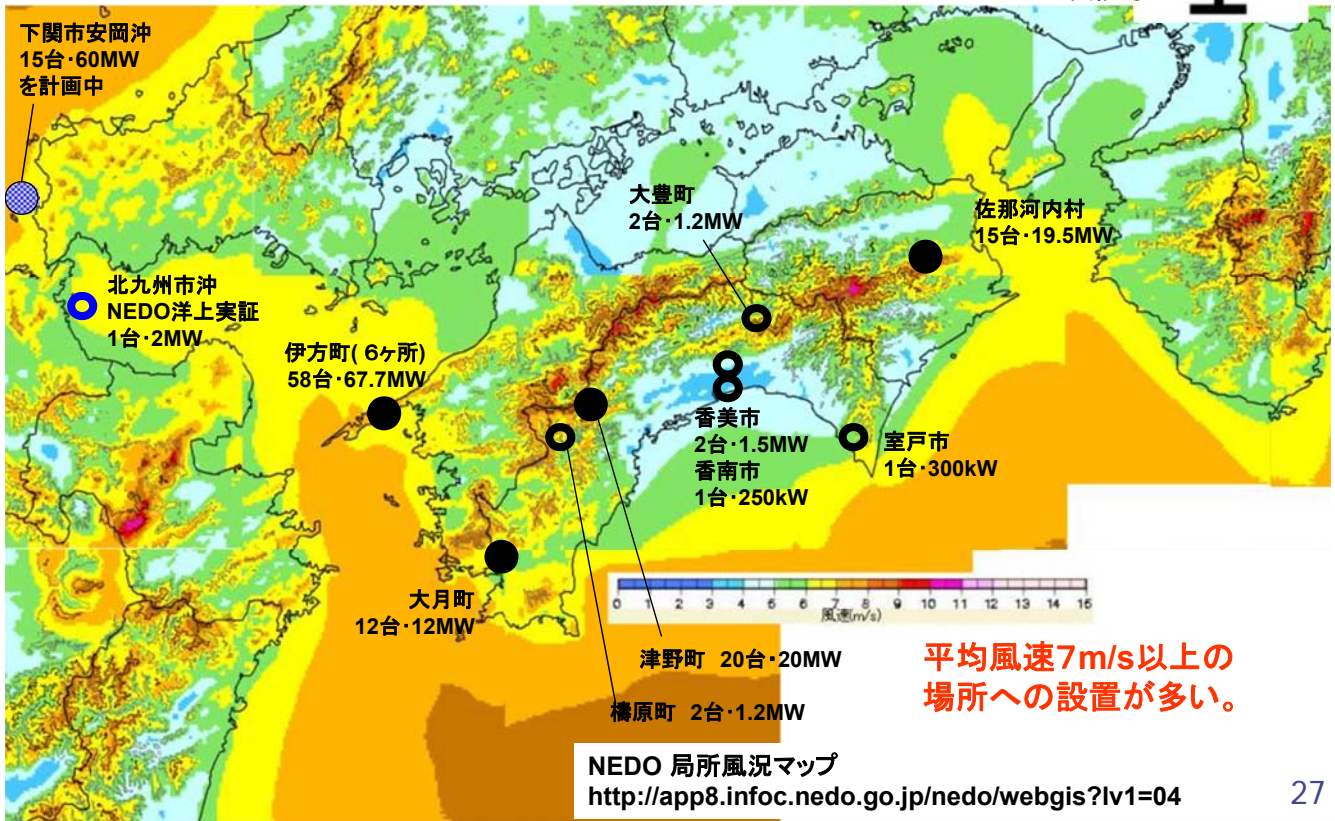 下関市安岡沖
15台・60MW
を計画中
大豊町
2台・1.2MW
佐那河内村
15台・19.5MW
北九州市沖
NEDO洋上実証
1台・2MW
伊方町( 6ヶ所)
58台・67.7MW
香美市
2台・1.5MW
香南市
1台・250kW
室戸市
1台・300kW
大月町
12台・12MW
0 1 2 3 4 5 6 7 8 9 10 11 12 13 14 15
風速(m/s)
津野町 20台・20MW
檮原町 2台・1.2MW
平均風速7m/s以上の
場所への設置が多い。
NEDO 局所風況マップ
http://app8.infoc.nedo.go.jp/nedo/webgis?lv1=04
27